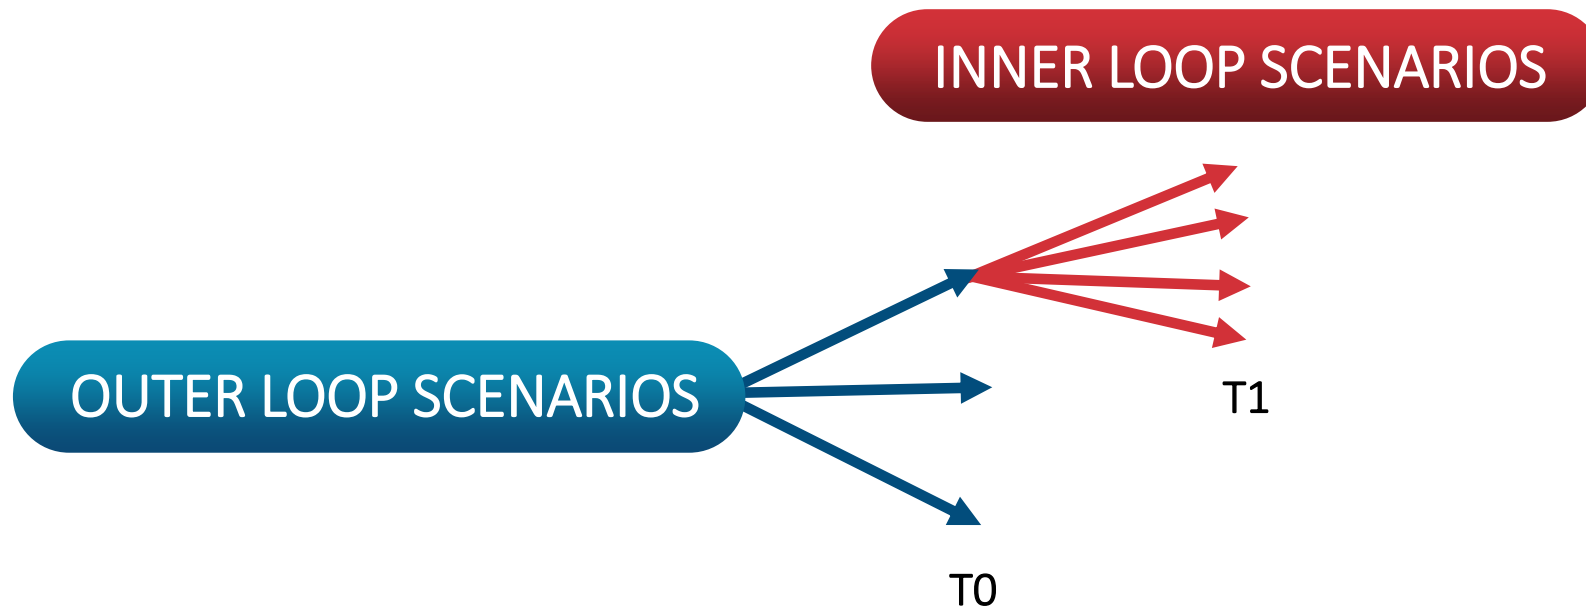 INNER LOOP SCENARIOS
OUTER LOOP SCENARIOS
T1
T0